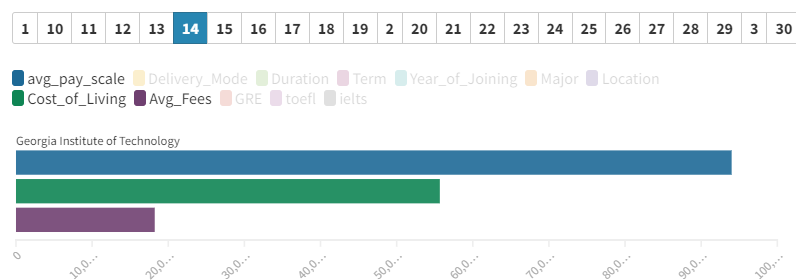 1 10 11 12 13 14 15 16 17 18 19 2 20 21 22 23 24 25 26 27 28 29 3 30
avg_pay_scale Delivery_Mode Duration Term Year_of_Joining Major Location
Cost_of_Living Avg_Fees GRE toefl ielts
Georgia Institute of Technology
0 10,0... 20,0... 30,0... 40,0... 50,0... 60,0... 70,0... 80,0... 90,0... 100,...